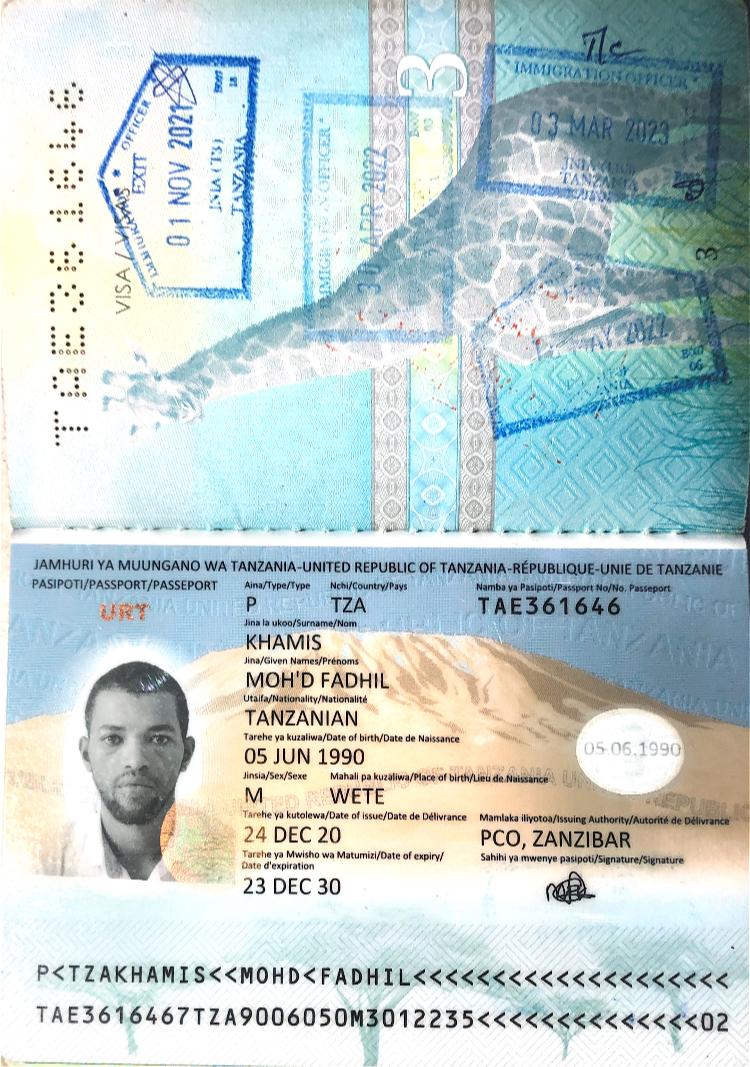 TAE361646
VISA / VISAS
OFFICER
EXIT
01 NOV 2021
JNIA (T3)
TANZANIA
B007
18
3
IMMIGRATION OFFICER *
30 APR 2022
B007
03
IMMIGRATION OFFICER *
03 MAR 2023
TANZANIA
3
MAY 2022
B007
06
JAMHURI YA MUUNGANO WA TANZANIA-UNITED REPUBLIC OF TANZANIA-RÉPUBLIQUE-UNIE DE TANZANIE
PASIPOTI/PASSPORT/PASSEPORT
Aina/Type/Type Nchi/Country/Pays Namba ya Pasipoti/Passport No/No. Passeport
URT
P TZA TAE361646
Jina la ukoo/Surname/Nom
KHAMIS
Jina/Given Names/Prénoms
MOH'D FADHIL
Utaifa/Nationality/Nationalité
TANZANIAN
Tarehe ya kuzaliwa/Date of birth/Date de Naissance
05 JUN 1990
05.06.1990
Jinsia/Sex/Sexe Mahali pa kuzaliwa/Place of birth/Lieu de Naissance
M WETE
Tarehe ya kutolewa/Date of issue/Date de Délivrance Mamlaka iliyotoa/Issuing Authority/Autorité de Délivrance
24 DEC 20 PCO, ZANZIBAR
Tarehe ya Mwisho wa Matumizi/Date of expiry/ Sahihi ya mwenye pasipoti/Signature/Signature
Date d'expiration
23 DEC 30
P<TZAKHAMIS<<MOHD<FADHIL<<<<<<<<<<<<<<<<<<<<
TAE3616467TZA9006050M3012235<<<<<<<<<<<<<<02